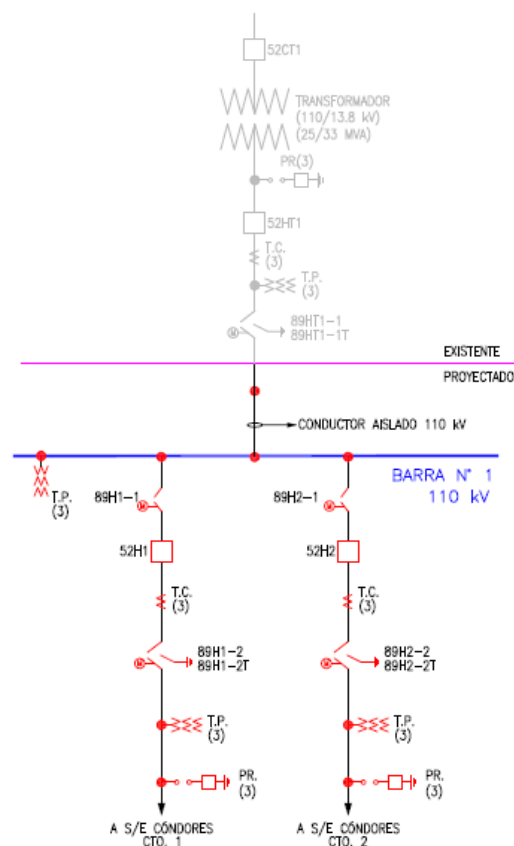 52CT1
TRANSFORMADOR
(110/13.8 kV)
(25/33 MVA)
PR(3)
52HT1
T.C.
(3)
T.P.
(3)
89HT1-1
89HT1-1T
M
EXISTENTE
PROYECTADO
CONDUCTOR AISLADO 110 kV
BARRA N° 1
110 kV
T.P.
(3)
89H1-1
M
89H2-1
M
52H1
52H2
T.C.
(3)
T.C.
(3)
89H1-2
89H1-2T
M
89H2-2
89H2-2T
M
T.P.
(3)
T.P.
(3)
PR.
(3)
PR.
(3)
A S/E CÓNDORES
CTO. 1
A S/E CÓNDORES
CTO. 2